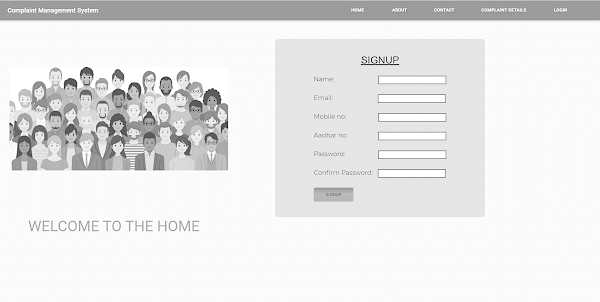 Complaint Management System
HOME ABOUT CONTACT COMPLAINT DETAILS LOGIN
SIGNUP
Name:
Email:
Mobile no:
Aadhar no:
Password:
Confirm Password:
SIGNUP
WELCOME TO THE HOME